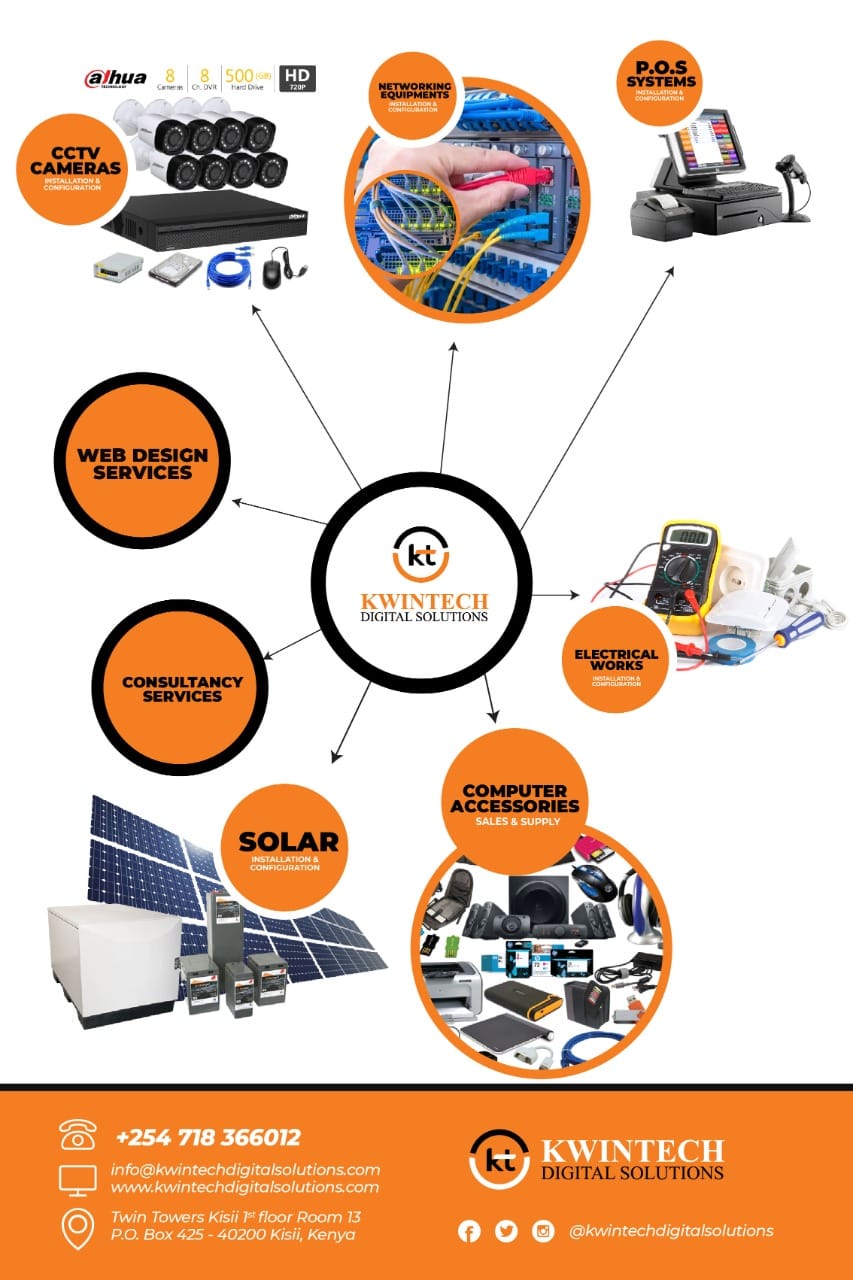 alhua
TECHNOLOGY
8
Cameras
8
Ch. DVR
500 (GB)
Hard Drive
HD
720P
CCTV
CAMERAS
INSTALLATION &
CONFIGURATION
alhua
NETWORKING
EQUIPMENTS
INSTALLATION &
CONFIGURATION
P.O.S
SYSTEMS
INSTALLATION &
CONFIGURATION
WEB DESIGN
SERVICES
kt
KWINTECH
DIGITAL SOLUTIONS
000
ELECTRICAL
WORKS
INSTALLATION &
CONFIGURATION
CONSULTANCY
SERVICES
SOLAR
INSTALLATION &
CONFIGURATION
COMPUTER
ACCESSORIES
SALES & SUPPLY
+254 718 366012
info@kwintechdigitalsolutions.com
www.kwintechdigitalsolutions.com
Twin Towers Kisii 1st floor Room 13
P.O. Box 425 - 40200 Kisii, Kenya
kt
KWINTECH
DIGITAL SOLUTIONS
@kwintechdigitalsolutions